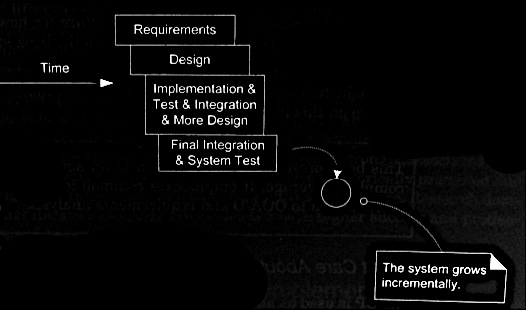 Requirements
Time
Design
Implementation &
Test & Integration
& More Design
Final Integration
& System Test
The system grows
incrementally.